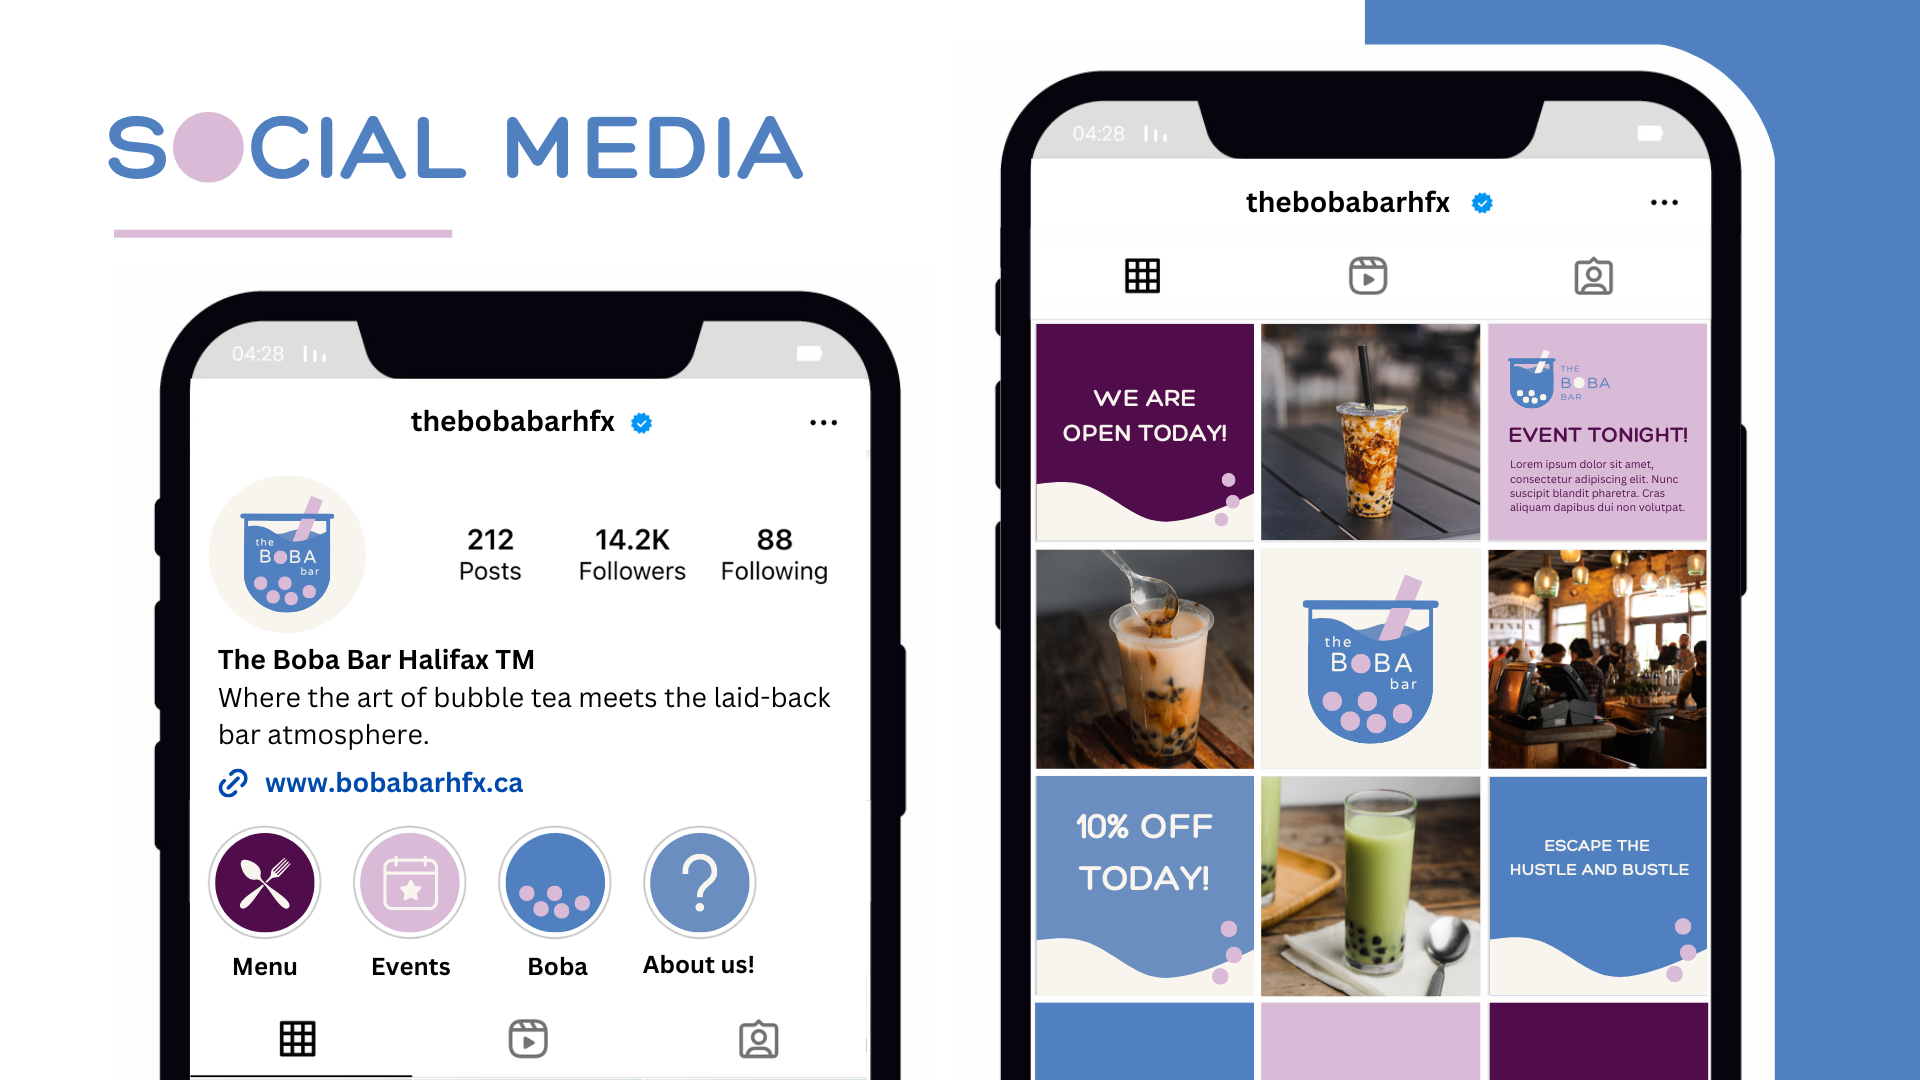 SOCIAL MEDIA
04:28
thebobabarhfx
the
BOBA
bar
212
Posts
14.2K
Followers
88
Following
The Boba Bar Halifax TM
Where the art of bubble tea meets the laid-back
bar atmosphere.
www.bobabarhfx.ca
Menu
Events
Boba
About us!
04:28
thebobabarhfx
WE ARE
OPEN TODAY!
THE
BOBA
BAR
EVENT TONIGHT!
Lorem ipsum dolor sit amet,
consectetur adipiscing elit. Nunc
suscipit blandit pharetra. Cras
aliquam dapibus dui non volutpat.
the
BOBA
bar
10% OFF
TODAY!
ESCAPE THE
HUSTLE AND BUSTLE